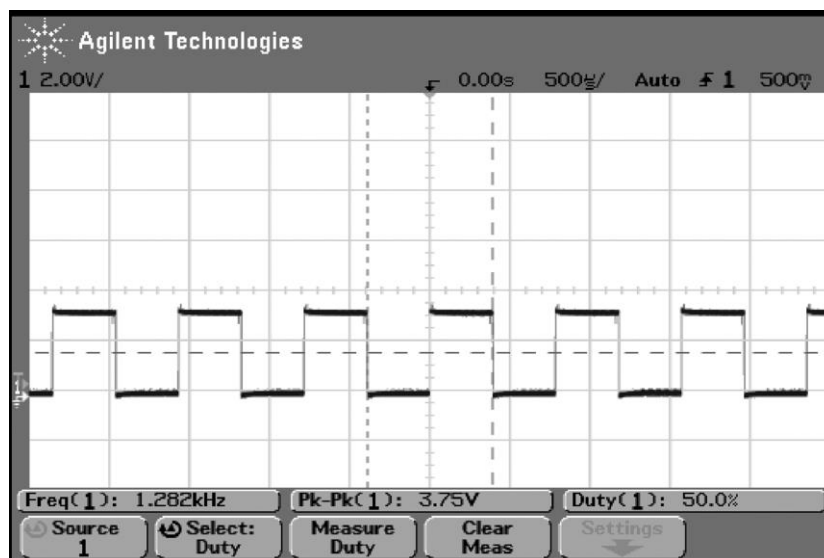 Agilent Technologies
1 2.00V/ 0.00s 500㎲/ Auto 1 500mV
Freq(1): 1.282kHz Pk-Pk(1): 3.75V Duty(1): 50.0%
Source Select: Measure Clear Settings
1 Duty Duty Meas